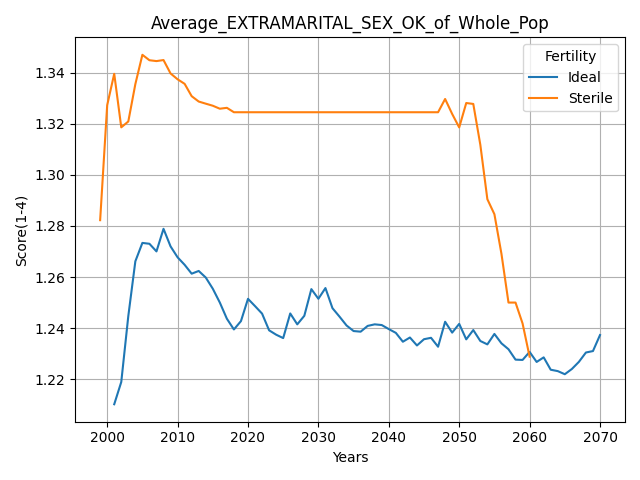 Average_EXTRAMARITAL_SEX_OK_of_Whole_Pop
Fertility
Ideal
Sterile
Score(1-4)
1.34
1.32
1.30
1.28
1.26
1.24
1.22
2000 2010 2020 2030 2040 2050 2060 2070
Years